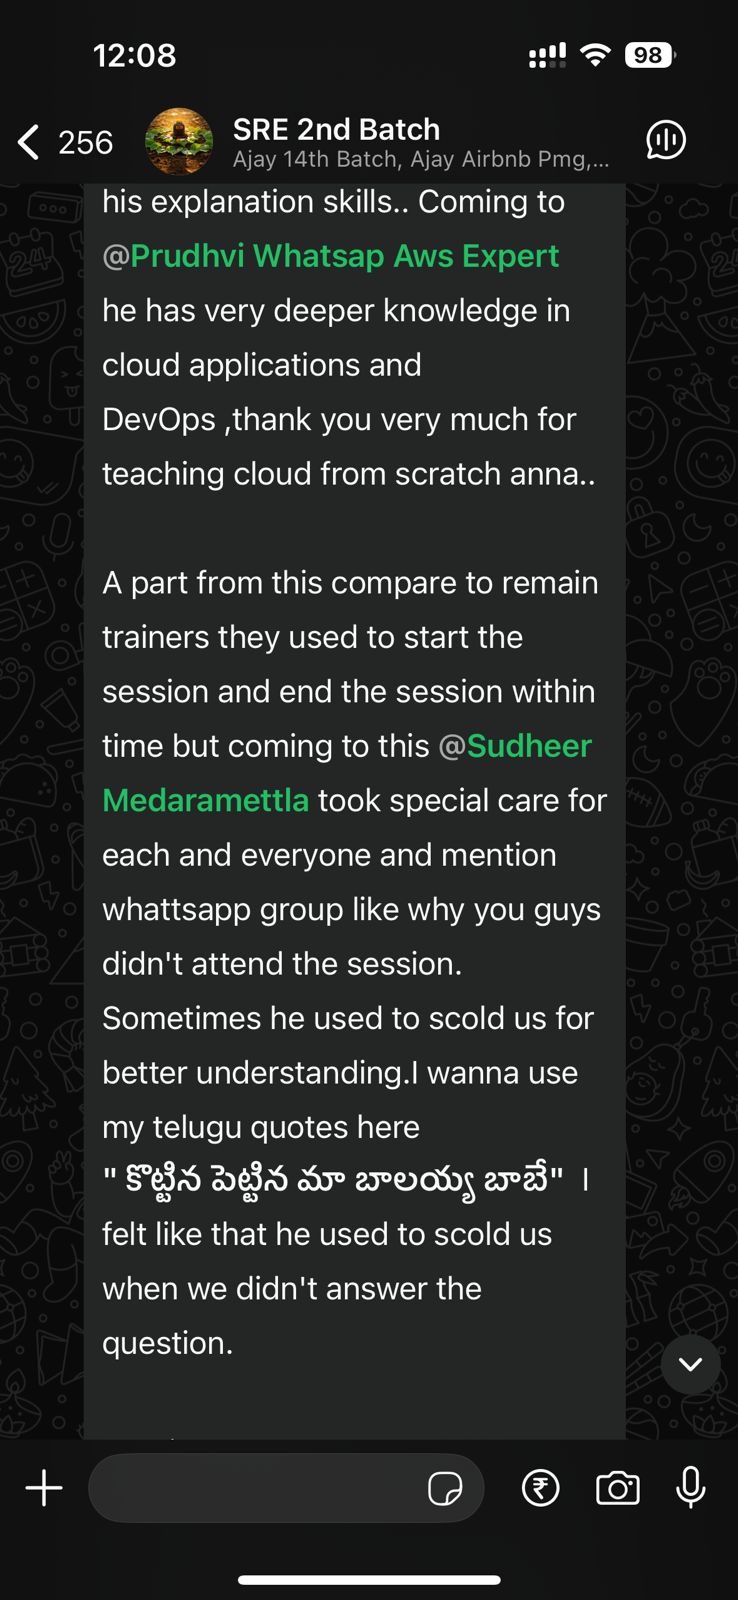 12:08
98
256
SRE 2nd Batch
Ajay 14th Batch, Ajay Airbnb Pmg,...
his explanation skills.. Coming to
@Prudhvi Whatsap Aws Expert
he has very deeper knowledge in
cloud applications and
DevOps ,thank you very much for
teaching cloud from scratch anna..
A part from this compare to remain
trainers they used to start the
session and end the session within
time but coming to this @Sudheer
Medaramettla took special care for
each and everyone and mention
whattsapp group like why you guys
didn't attend the session.
Sometimes he used to scold us for
better understanding.I wanna use
my telugu quotes here
" కొట్టిన పెట్టిన మా బాలయ్య బాబే"  I
felt like that he used to scold us
when we didn't answer the
question.
₹